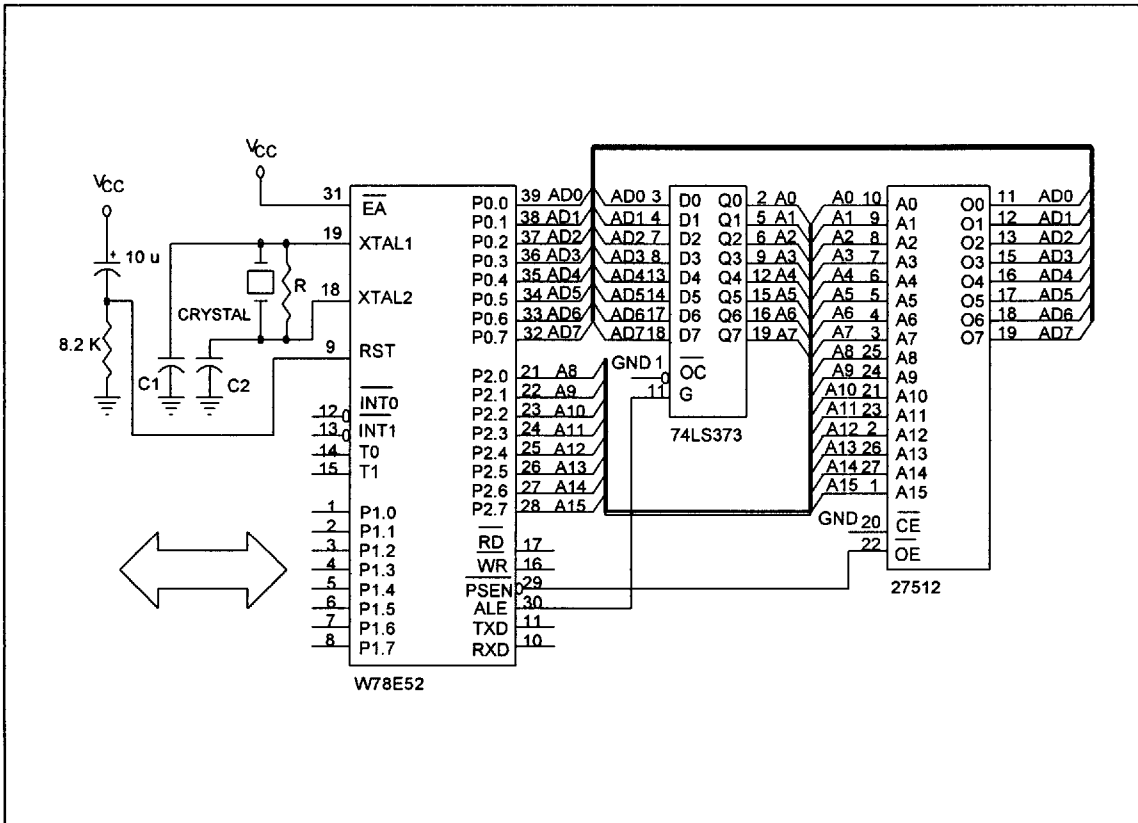 VCC
VCC
+ 10 u
8.2 K
C1
C2
CRYSTAL
R
31 EA
19 XTAL1
18 XTAL2
9 RST
12 INT0
13 INT1
14 T0
15 T1
1 P1.0
2 P1.1
3 P1.2
4 P1.3
5 P1.4
6 P1.5
7 P1.6
8 P1.7
P0.0 39 AD0
P0.1 38 AD1
P0.2 37 AD2
P0.3 36 AD3
P0.4 35 AD4
P0.5 34 AD5
P0.6 33 AD6
P0.7 32 AD7
P2.0 21 A8
P2.1 22 A9
P2.2 23 A10
P2.3 24 A11
P2.4 25 A12
P2.5 26 A13
P2.6 27 A14
P2.7 28 A15
RD 17
WR 16
PSEN 29
ALE 30
TXD 11
RXD 10
W78E52
AD0 3 D0 Q0 2 A0
AD1 4 D1 Q1 5 A1
AD2 7 D2 Q2 6 A2
AD3 8 D3 Q3 9 A3
AD4 13 D4 Q4 12 A4
AD5 14 D5 Q5 15 A5
AD6 17 D6 Q6 16 A6
AD7 18 D7 Q7 19 A7
GND 1 OC
11 G
74LS373
A0 10 A0 O0 11 AD0
A1 9 A1 O1 12 AD1
A2 8 A2 O2 13 AD2
A3 7 A3 O3 15 AD3
A4 6 A4 O4 16 AD4
A5 5 A5 O5 17 AD5
A6 4 A6 O6 18 AD6
A7 3 A7 O7 19 AD7
A8 25 A8
A9 24 A9
A10 21 A10
A11 23 A11
A12 2 A12
A13 26 A13
A14 27 A14
A15 1 A15
GND 20 CE
22 OE
27512